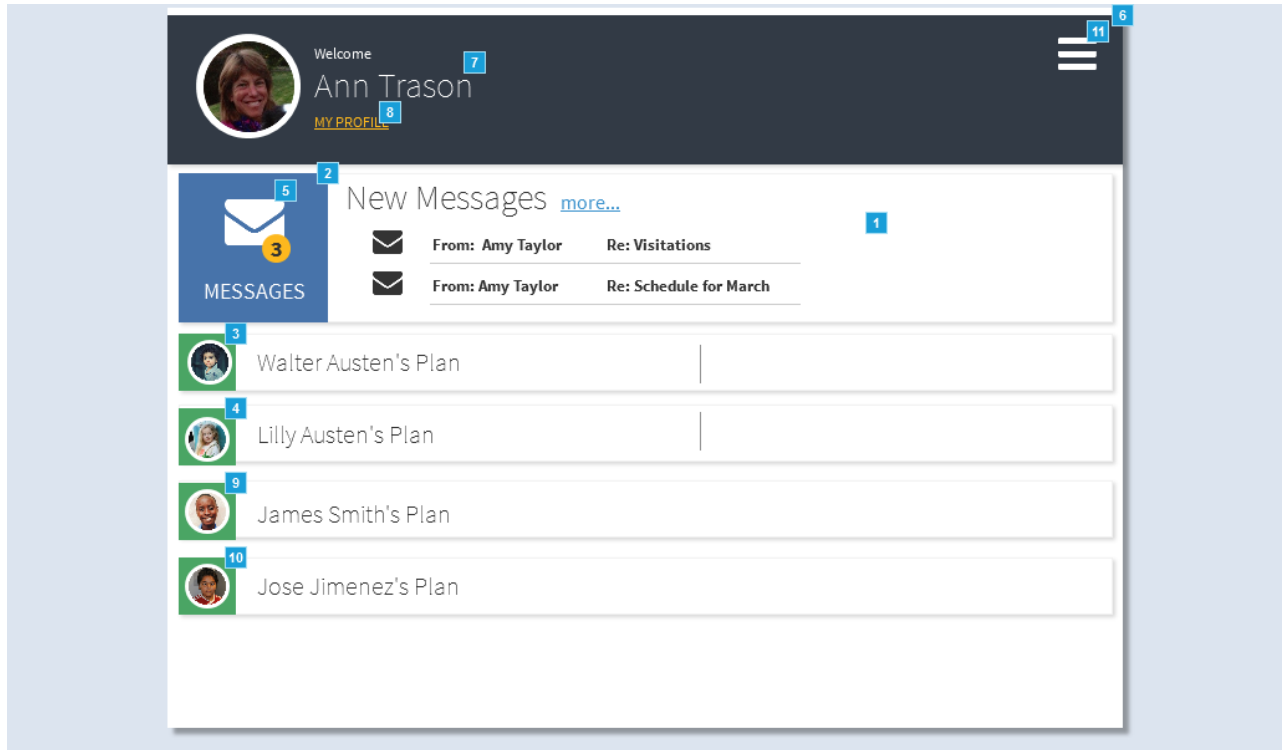 6
11
Welcome
7
Ann Trason
8
MY PROFILE
2
5
New Messages more...
1
3
From: Amy Taylor Re: Visitations
MESSAGES
From: Amy Taylor Re: Schedule for March
3
Walter Austen's Plan
4
Lilly Austen's Plan
9
James Smith's Plan
10
Jose Jimenez's Plan